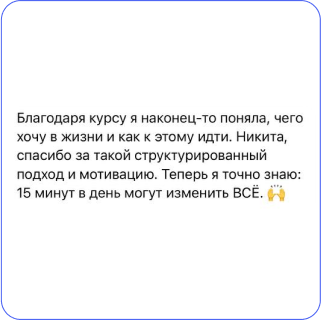 Благодаря курсу я наконец-то поняла, чего
хочу в жизни и как к этому идти. Никита,
спасибо за такой структурированный
подход и мотивацию. Теперь я точно знаю:
15 минут в день могут изменить ВСЁ. 🙌